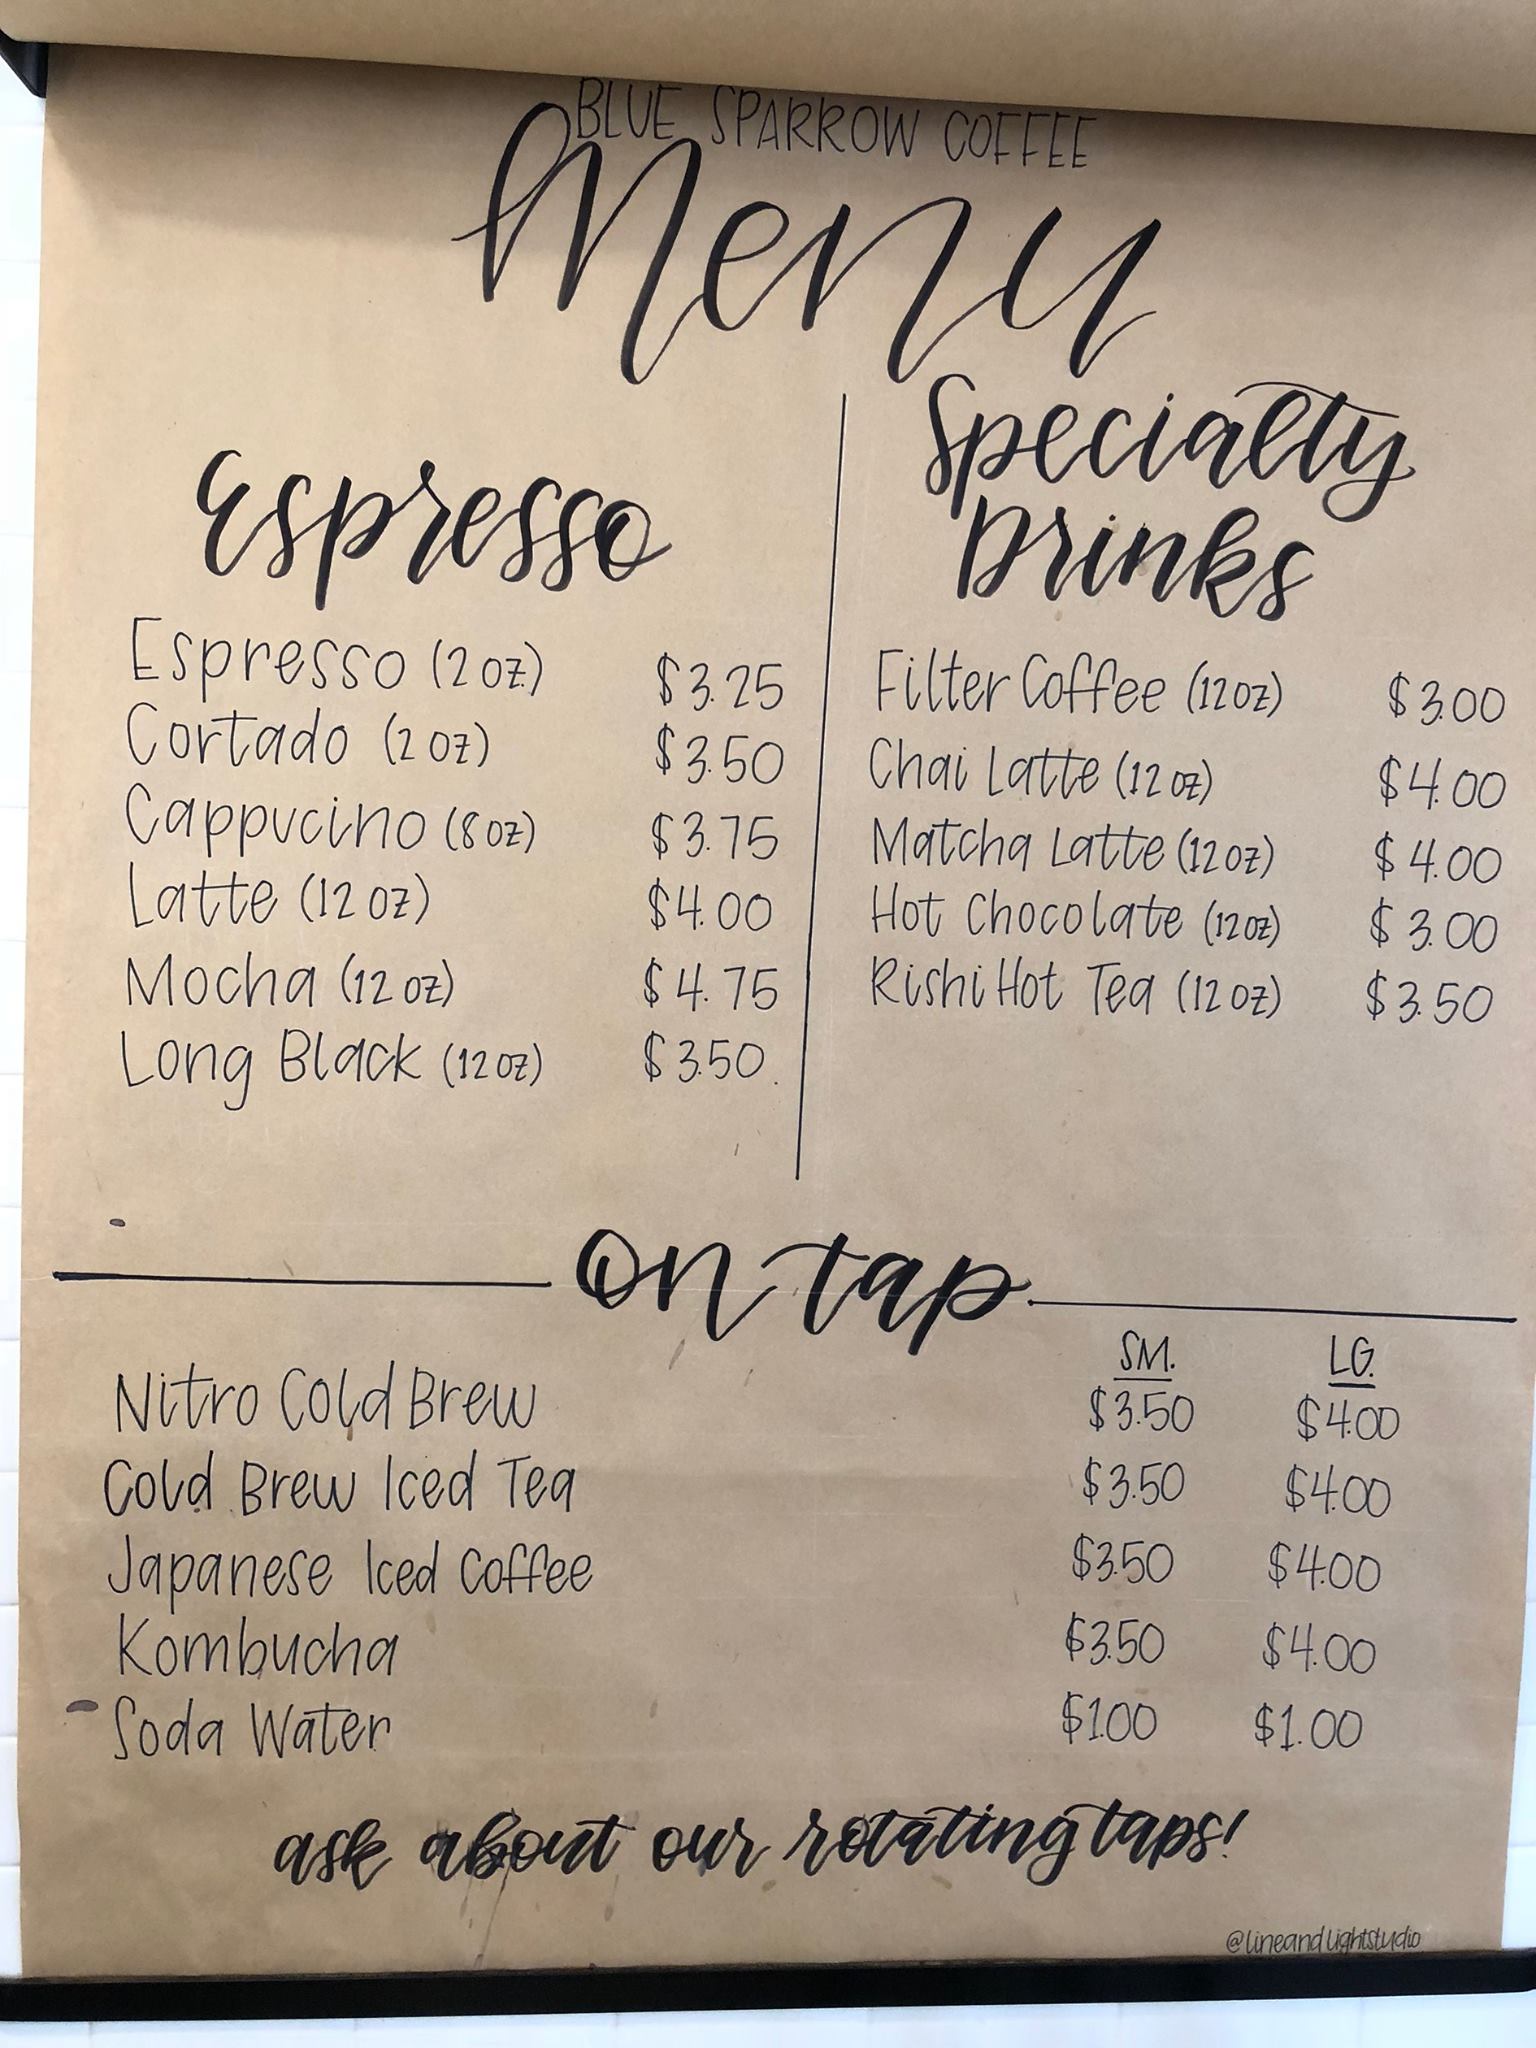 BLUE SPARROW COFFEE
Menu
Espresso
Espresso (2 oz) $3.25
Cortado (2 oz) $3.50
Cappucino (8 oz) $3.75
Latte (12 oz) $4.00
Mocha (12 oz) $4.75
Long Black (12 oz) $3.50
Specialty
Drinks
Filter Coffee (12 oz) $3.00
Chai Latte (12 oz) $4.00
Matcha Latte (12 oz) $4.00
Hot Chocolate (12 oz) $3.00
Rishi Hot Tea (12 oz) $3.50
on tap
SM. LG.
Nitro Cold Brew $3.50 $4.00
Cold Brew Iced Tea $3.50 $4.00
Japanese Iced Coffee $3.50 $4.00
Kombucha $3.50 $4.00
Soda Water $1.00 $1.00
ask about our rotating taps!
@lineandlightstudio